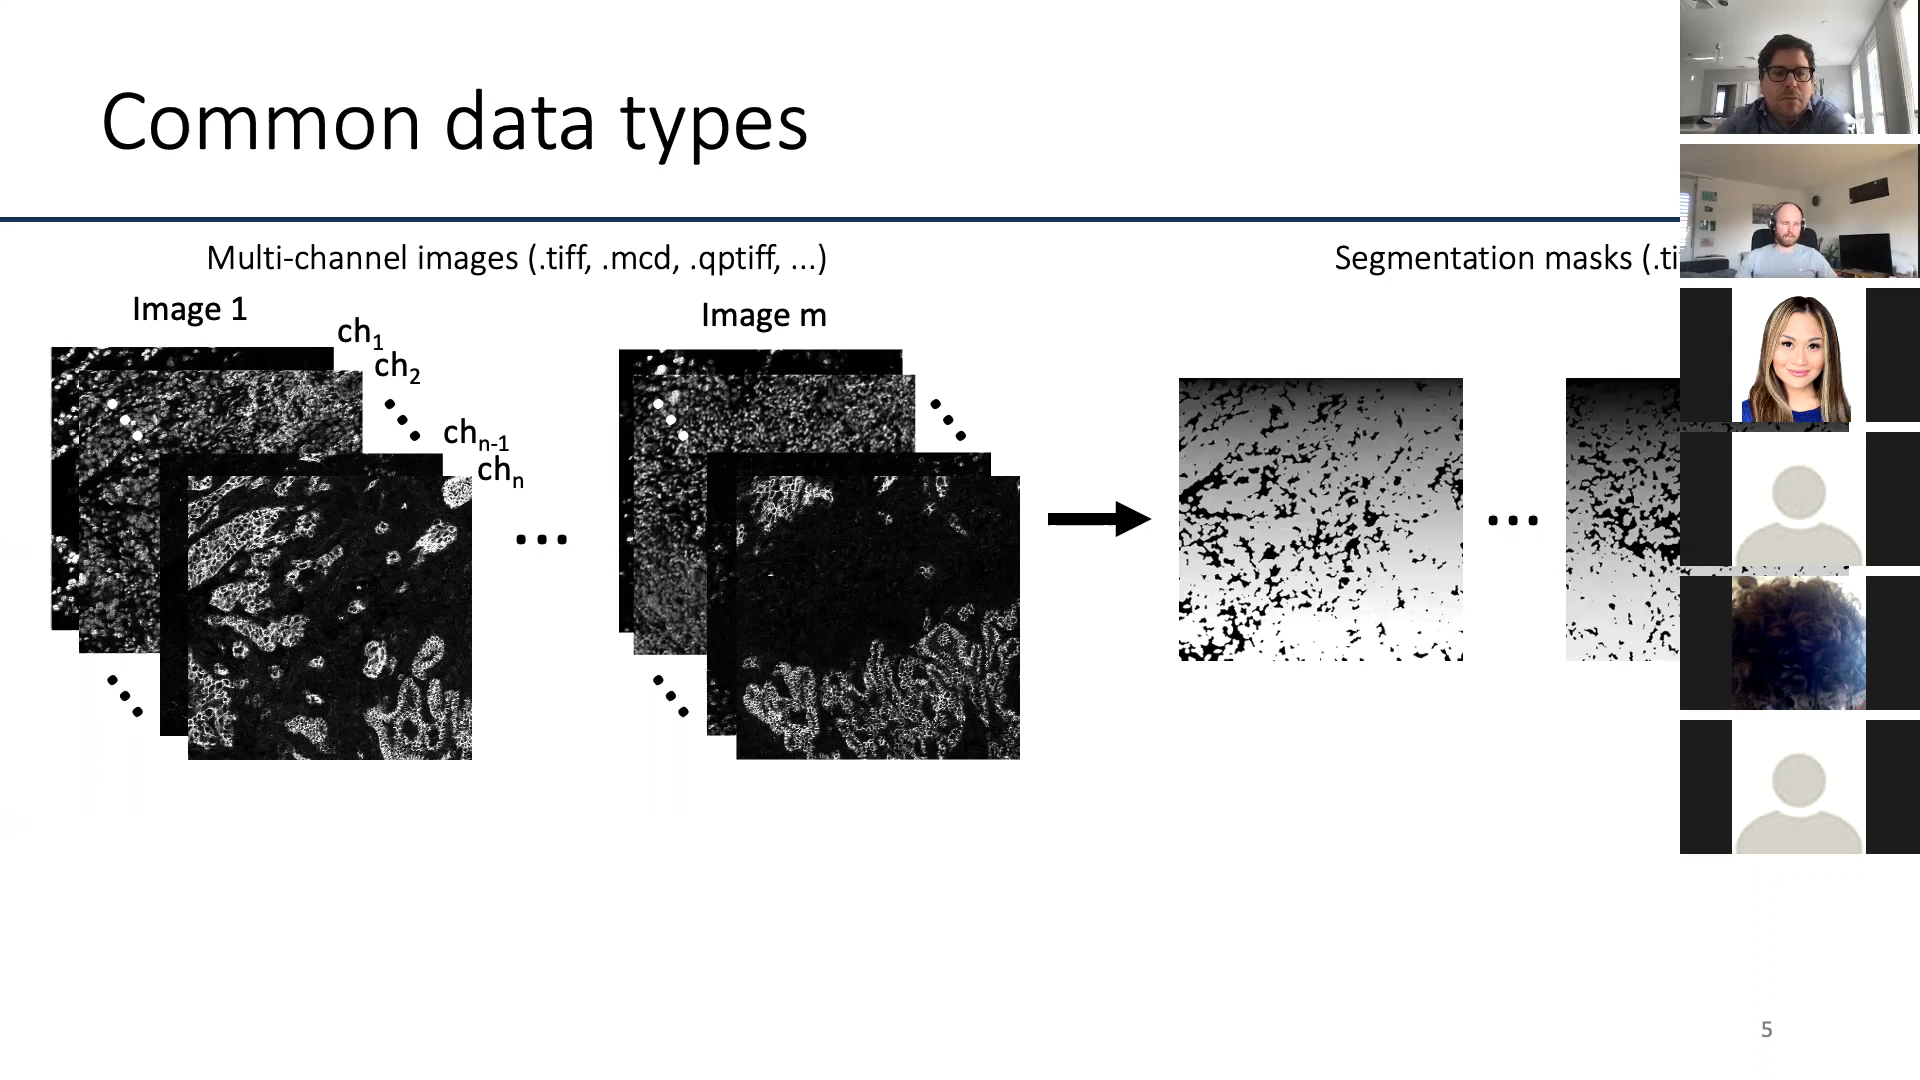 Common data types
Multi-channel images (.tiff, .mcd, .qptiff, ...)
Segmentation masks (.ti
Image 1
Image m
ch1
ch2
chn-1
chn
5